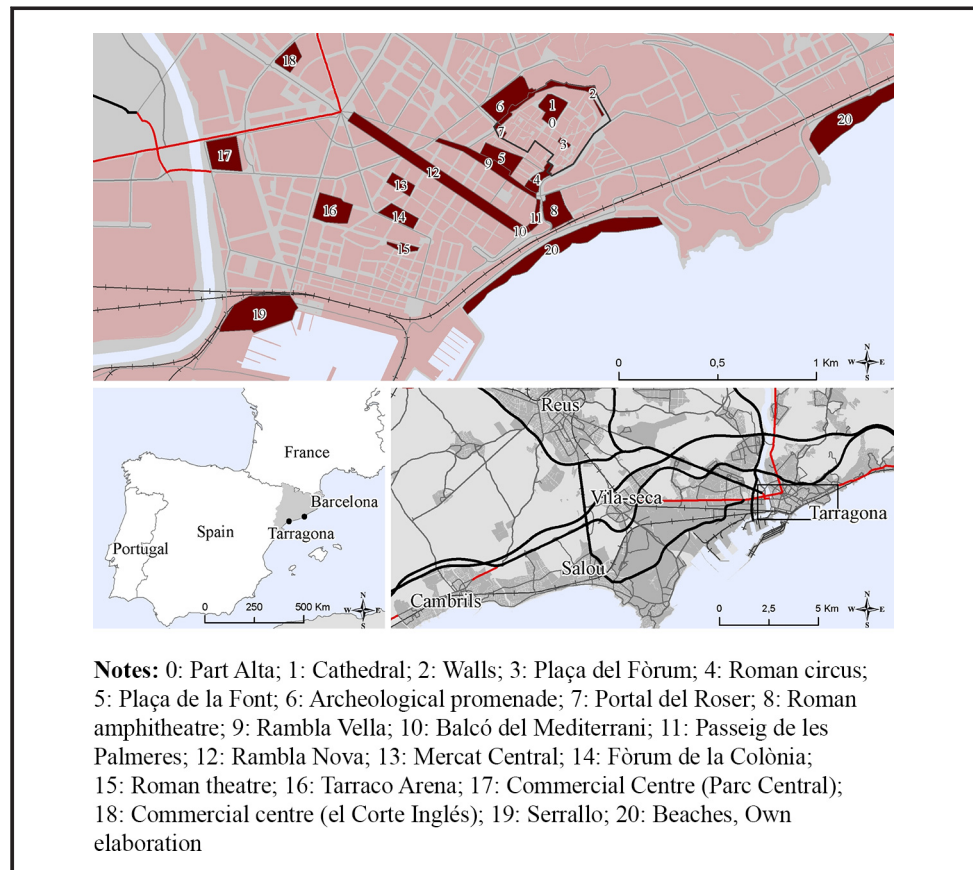 18
2
6
1
0
20
7
3
17
5
9
12
4
13
16
14
11
8
10
15
20
19
0 0,5 1 Km
N
W E
S
France
Barcelona
Tarragona
Spain
Portugal
0 250 500 Km
N
W E
S
Reus
Vila-seca
Tarragona
Salou
Cambrils
0 2,5 5 Km
N
W E
S
Notes: 0: Part Alta; 1: Cathedral; 2: Walls; 3: Plaça del Fòrum; 4: Roman circus;
5: Plaça de la Font; 6: Archeological promenade; 7: Portal del Roser; 8: Roman
amphitheatre; 9: Rambla Vella; 10: Balcó del Mediterrani; 11: Passeig de les
Palmeres; 12: Rambla Nova; 13: Mercat Central; 14: Fòrum de la Colònia;
15: Roman theatre; 16: Tarraco Arena; 17: Commercial Centre (Parc Central);
18: Commercial centre (el Corte Inglés); 19: Serrallo; 20: Beaches, Own
elaboration